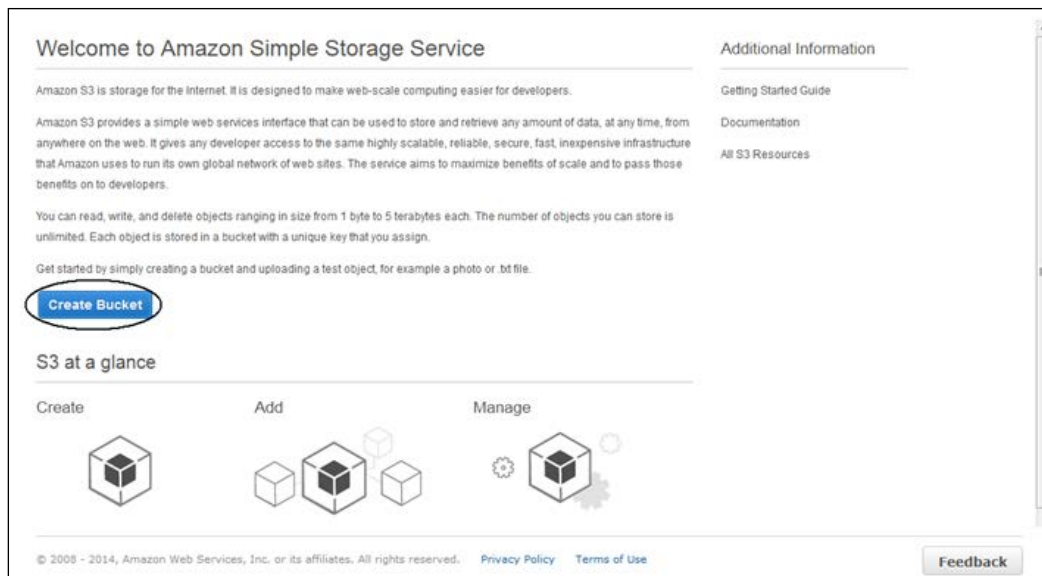 Welcome to Amazon Simple Storage Service
Amazon S3 is storage for the Internet. It is designed to make web-scale computing easier for developers.
Amazon S3 provides a simple web services interface that can be used to store and retrieve any amount of data, at any time, from
anywhere on the web. It gives any developer access to the same highly scalable, reliable, secure, fast, inexpensive infrastructure
that Amazon uses to run its own global network of web sites. The service aims to maximize benefits of scale and to pass those
benefits on to developers.
You can read, write, and delete objects ranging in size from 1 byte to 5 terabytes each. The number of objects you can store is
unlimited. Each object is stored in a bucket with a unique key that you assign.
Get started by simply creating a bucket and uploading a test object, for example a photo or .txt file.
Create Bucket
S3 at a glance
Create
Add
Manage
Additional Information
Getting Started Guide
Documentation
All S3 Resources
© 2008 - 2014, Amazon Web Services, Inc. or its affiliates. All rights reserved. Privacy Policy Terms of Use
Feedback